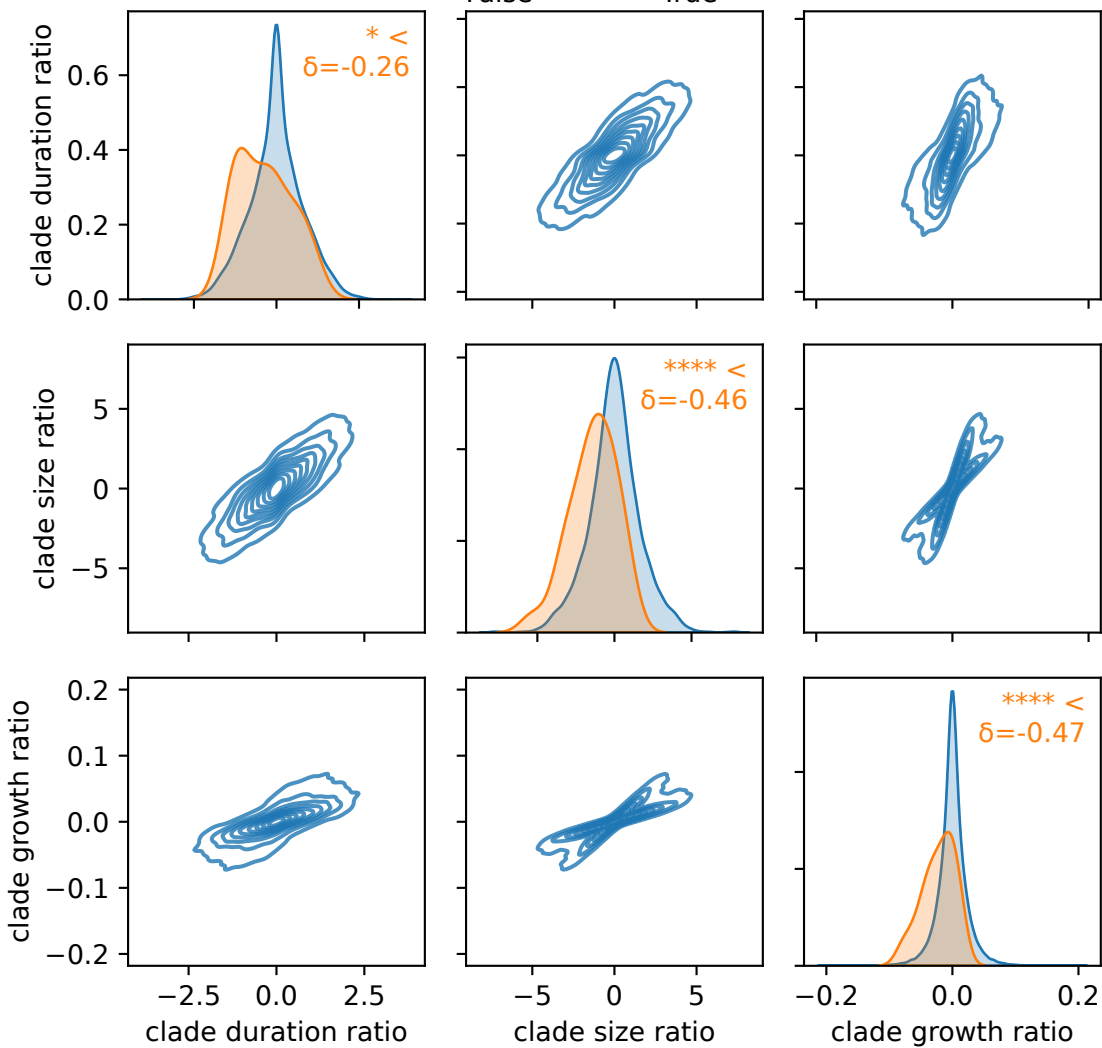 * <
δ=-0.26
clade duration ratio
0.6
0.4
0.2
0.0
**** <
δ=-0.46
clade size ratio
5
0
−5
**** <
δ=-0.47
clade growth ratio
0.2
0.1
0.0
−0.1
−0.2
−2.5 0.0 2.5 −5 0 5 −0.2 0.0 0.2
clade duration ratio clade size ratio clade growth ratio